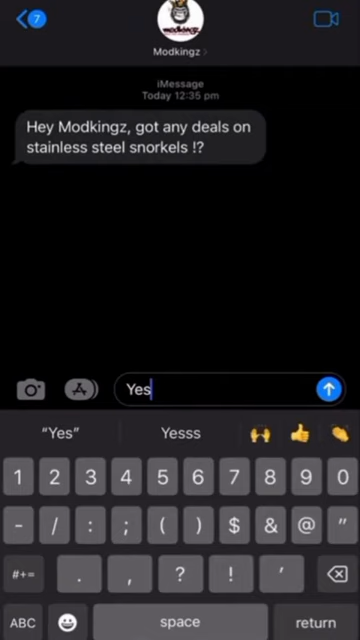 7
modkingz
Modkingz
iMessage
Today 12:35 pm
Hey Modkingz, got any deals on
stainless steel snorkels !?
Yes
"Yes" Yesss
1 2 3 4 5 6 7 8 9 0
- / : ; ( ) $ & @ "
#+= . , ? ! '
ABC space return